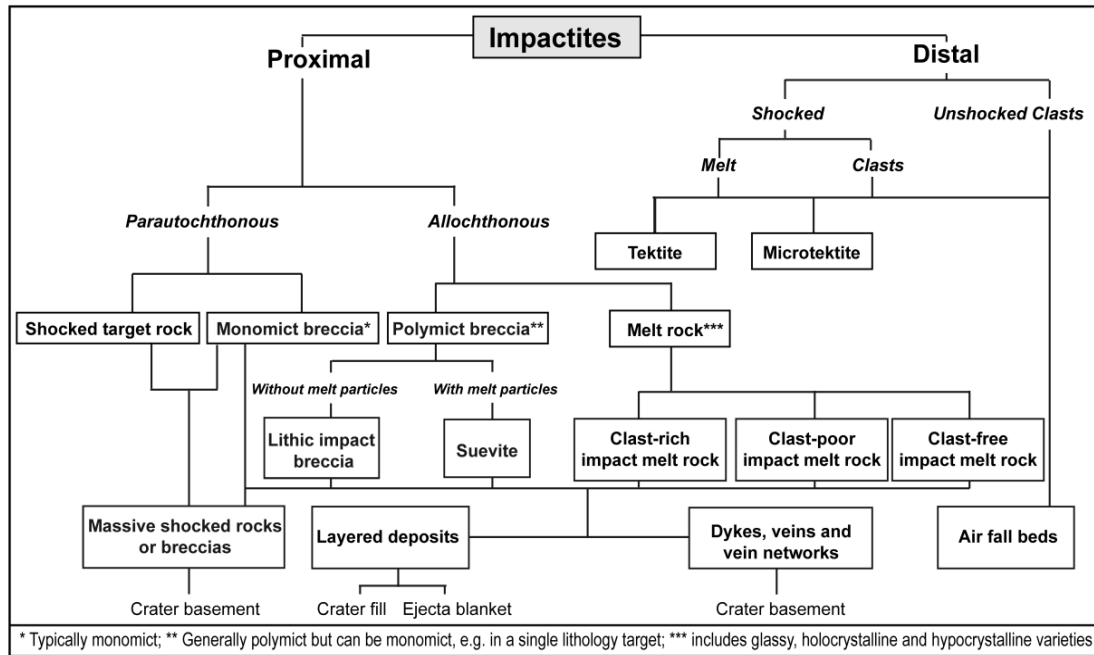 Impactites
Proximal
Distal
Shocked
Unshocked Clasts
Melt
Clasts
Parautochthonous
Allochthonous
Tektite
Microtektite
Shocked target rock
Monomict breccia*
Polymict breccia**
Melt rock***
Without melt particles
With melt particles
Lithic impact
breccia
Suevite
Clast-rich
impact melt rock
Clast-poor
impact melt rock
Clast-free
impact melt rock
Massive shocked rocks
or breccias
Layered deposits
Dykes, veins and
vein networks
Air fall beds
Crater basement
Crater fill
Ejecta blanket
Crater basement
* Typically monomict; ** Generally polymict but can be monomict, e.g. in a single lithology target; *** includes glassy, holocrystalline and hypocrystalline varieties